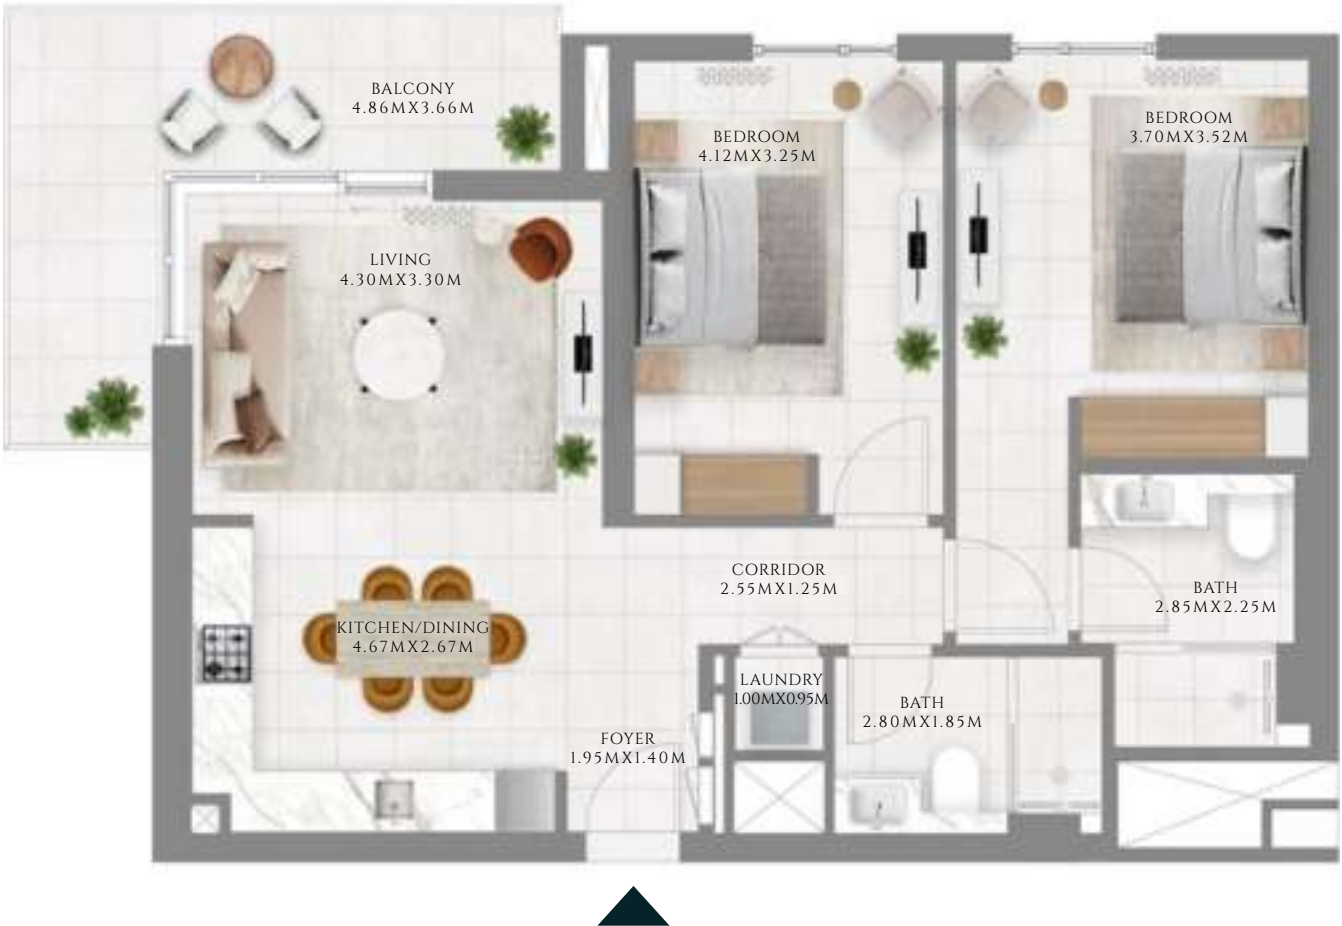 BALCONY
4.86MX3.66M
BEDROOM
4.12MX3.25M
BEDROOM
3.70MX3.52M
LIVING
4.30MX3.30M
CORRIDOR
2.55MX1.25M
BATH
2.85MX2.25M
KITCHEN/DINING
4.67MX2.67M
LAUNDRY
1.00MX0.95M
BATH
2.80MX1.85M
FOYER
1.95MX1.40M